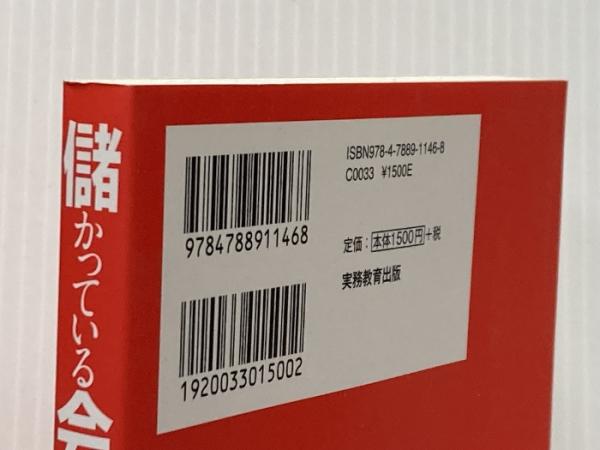 儲かっている会
ISBN978-4-7889-1146-8
C0033 ¥1500E
9784788911468
定価：本体1500円+税
実務教育出版
1920033015002